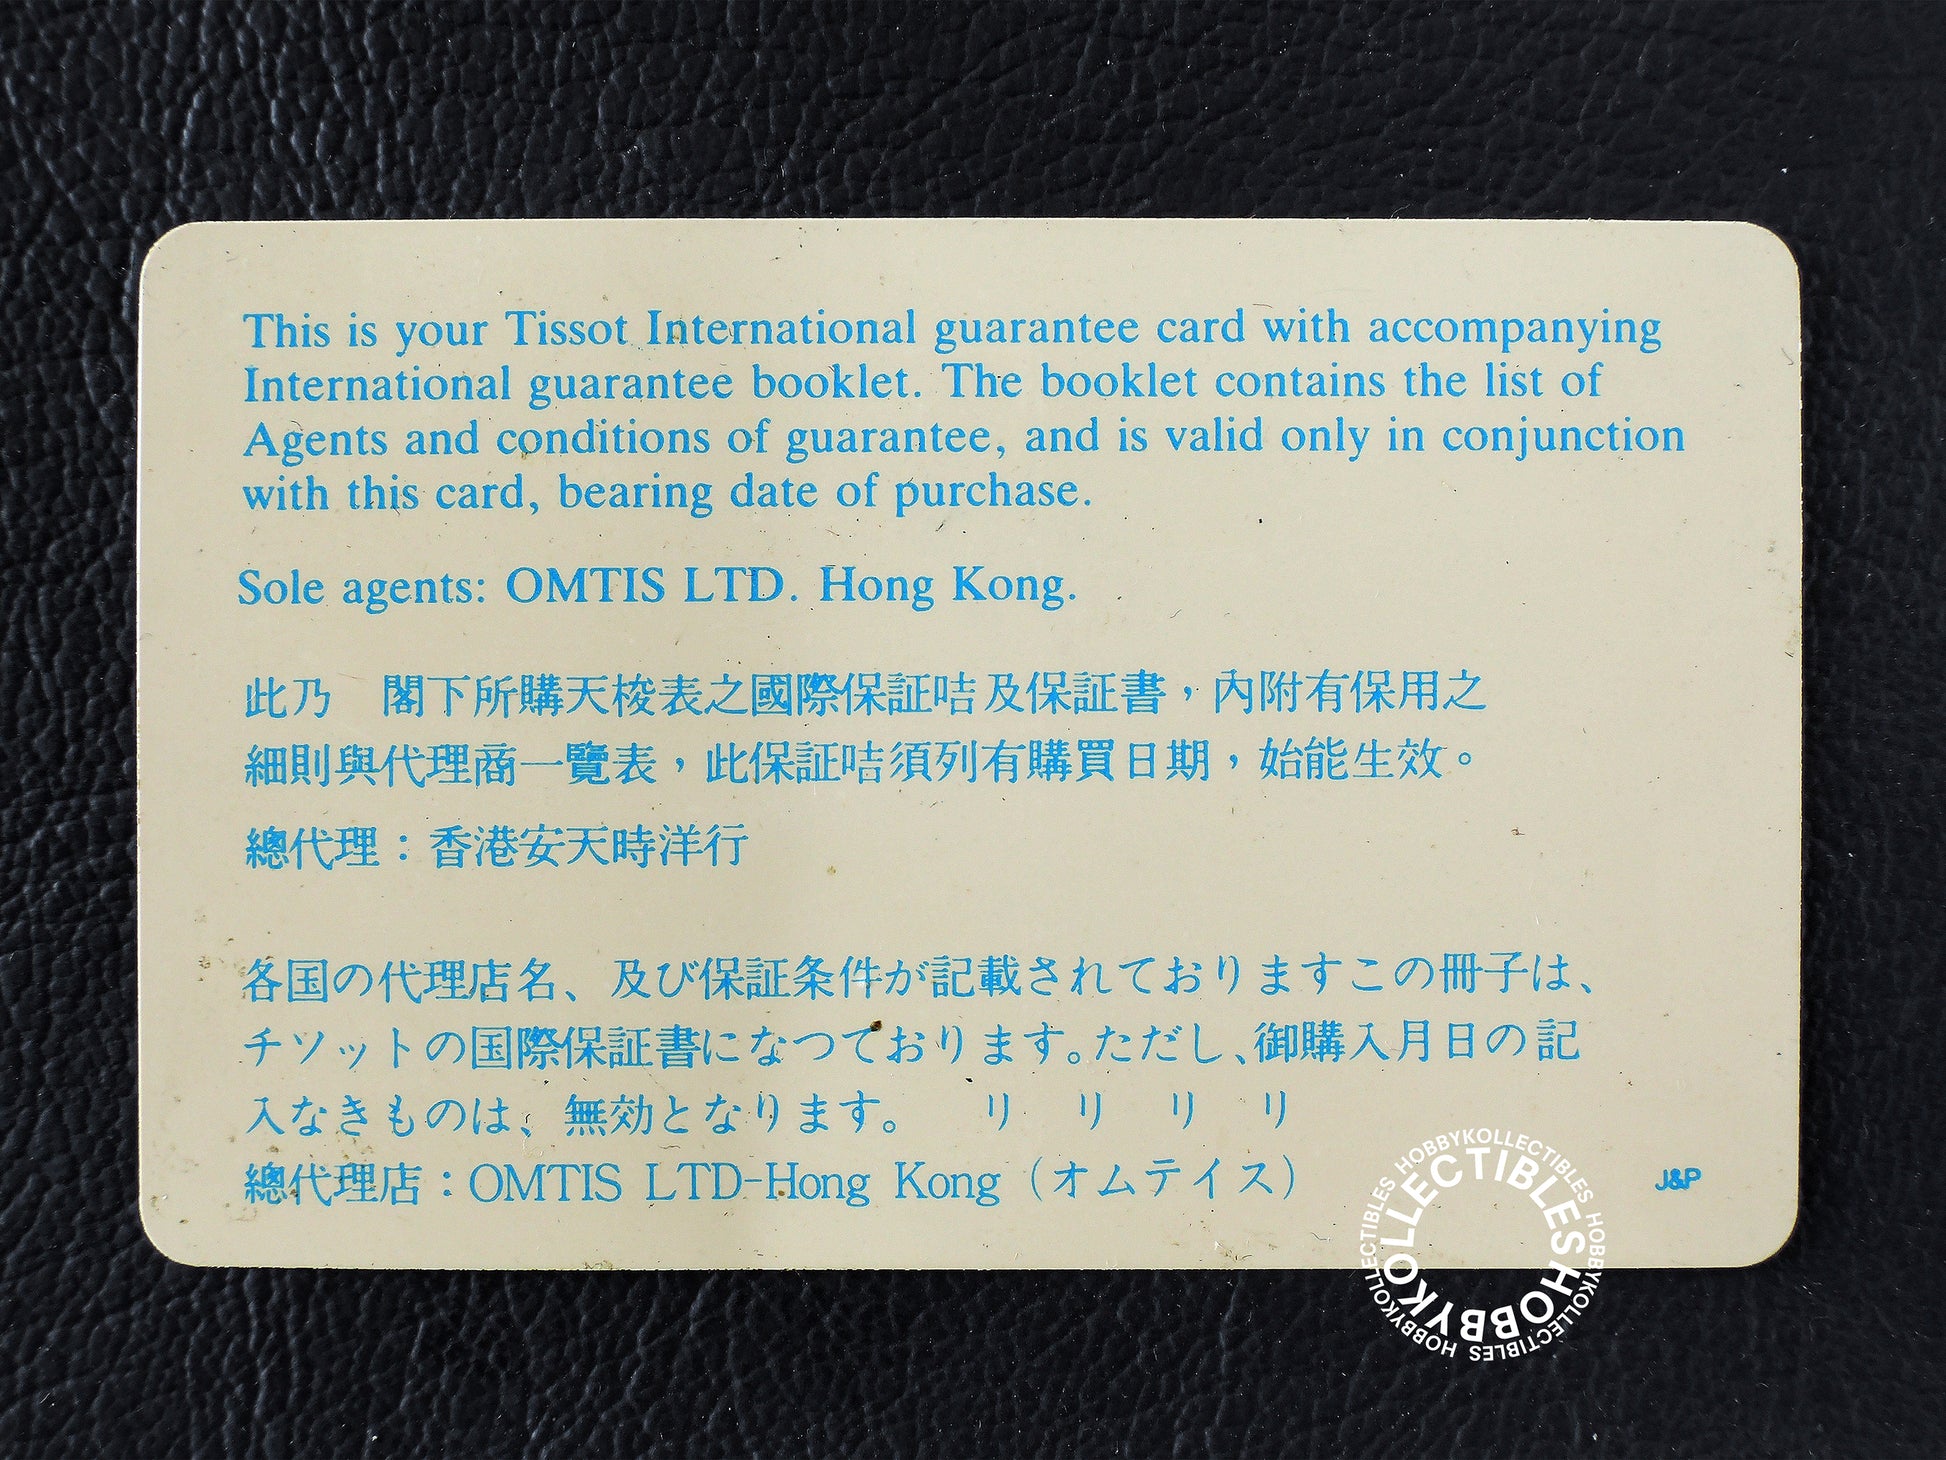 This is your Tissot International guarantee card with accompanying
International guarantee booklet. The booklet contains the list of
Agents and conditions of guarantee, and is valid only in conjunction
with this card, bearing date of purchase.
Sole agents: OMTIS LTD. Hong Kong.
此乃　閣下所購天梭表之國際保証咭及保証書，內附有保用之
細則與代理商一覽表，此保証咭須列有購買日期，始能生效。
總代理：香港安天時洋行
各国の代理店名、及び保証条件が記載されておりますこの冊子は、
チソットの国際保証書になつております。ただし、御購入月日の記
入なきものは、無効となります。　リ　リ　リ　リ
總代理店：OMTIS LTD-Hong Kong（オムテイス）
J&P
HOBBYKOLLECTIBLES HOBBYKOLLECTIBLES HOBBYKOLLECTIBLES HOBBYKOLLECTIBLES
HOBBYKOLLECTIBLES